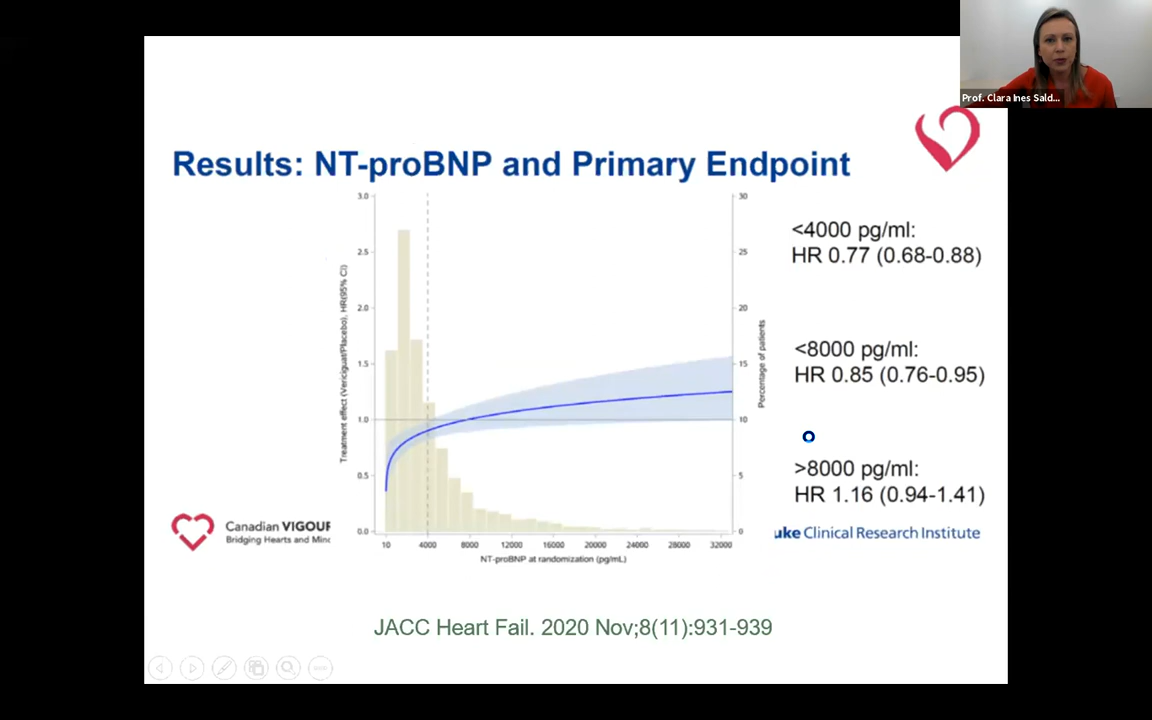 Prof. Clara Ines Sald...
Results: NT-proBNP and Primary Endpoint
3.0
2.5
2.0
1.5
1.0
0.5
0.0
Treatment effect (Vericiguat/Placebo), HR(95% CI)
30
25
20
15
10
5
0
Percentage of patients
10 4000 8000 12000 16000 20000 24000 28000 32000
NT-proBNP at randomization (pg/mL)
<4000 pg/ml:
HR 0.77 (0.68-0.88)
<8000 pg/ml:
HR 0.85 (0.76-0.95)
>8000 pg/ml:
HR 1.16 (0.94-1.41)
Canadian VIGOUR
Bridging Hearts and Mind
uke Clinical Research Institute
JACC Heart Fail. 2020 Nov;8(11):931-939